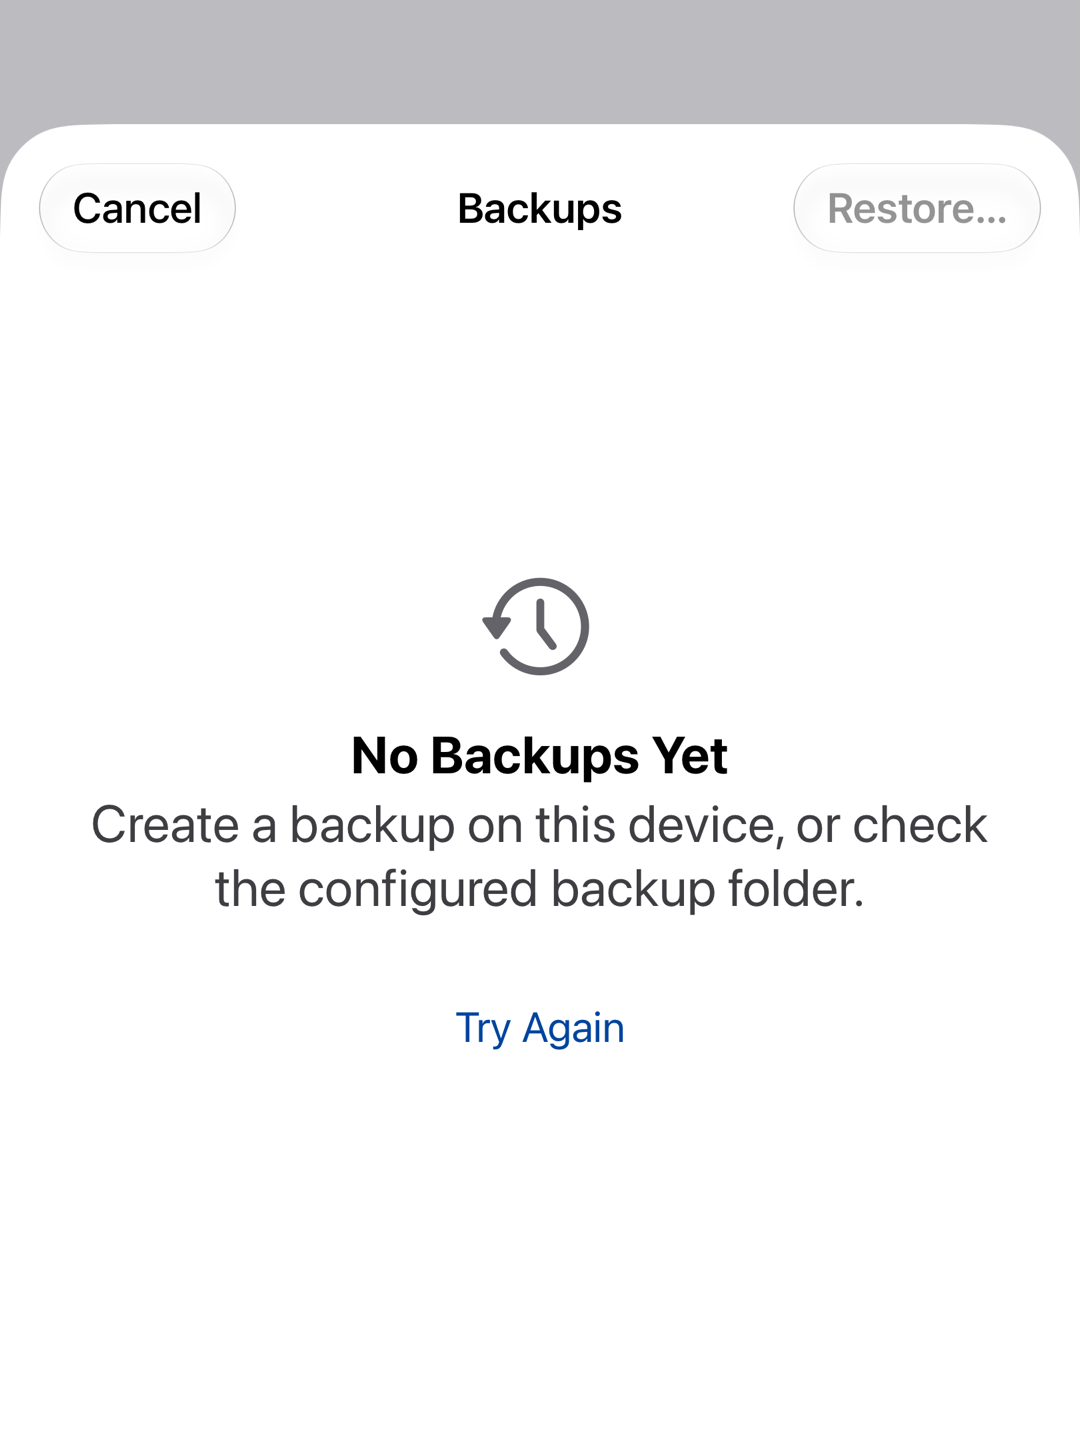 Cancel
Backups
Restore...
No Backups Yet
Create a backup on this device, or check
the configured backup folder.
Try Again